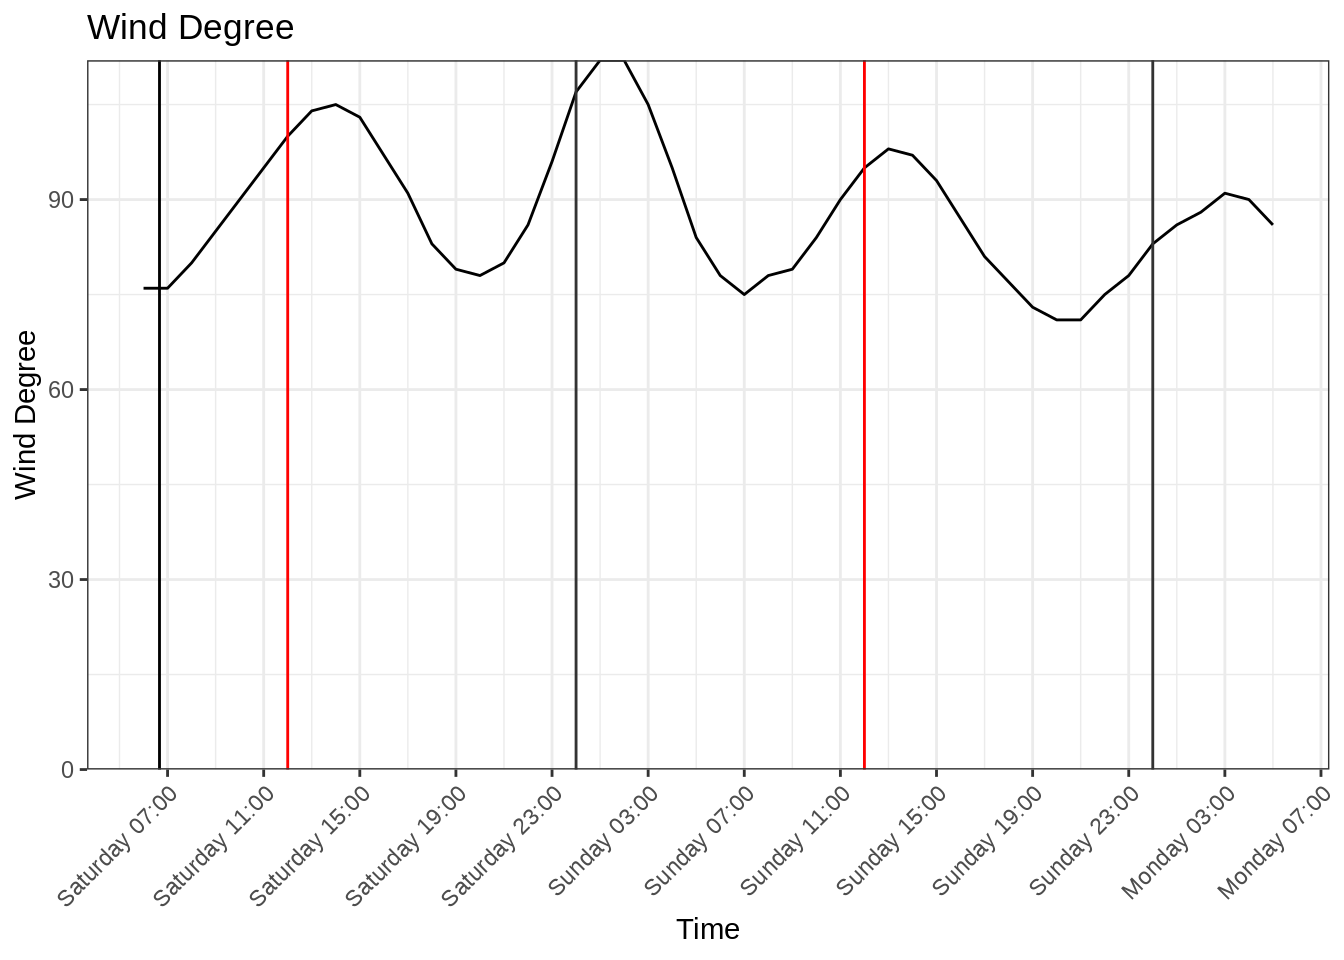 Wind Degree
Wind Degree
90
60
30
0
Saturday 07:00
Saturday 11:00
Saturday 15:00
Saturday 19:00
Saturday 23:00
Sunday 03:00
Sunday 07:00
Sunday 11:00
Sunday 15:00
Sunday 19:00
Sunday 23:00
Monday 03:00
Monday 07:00
Time